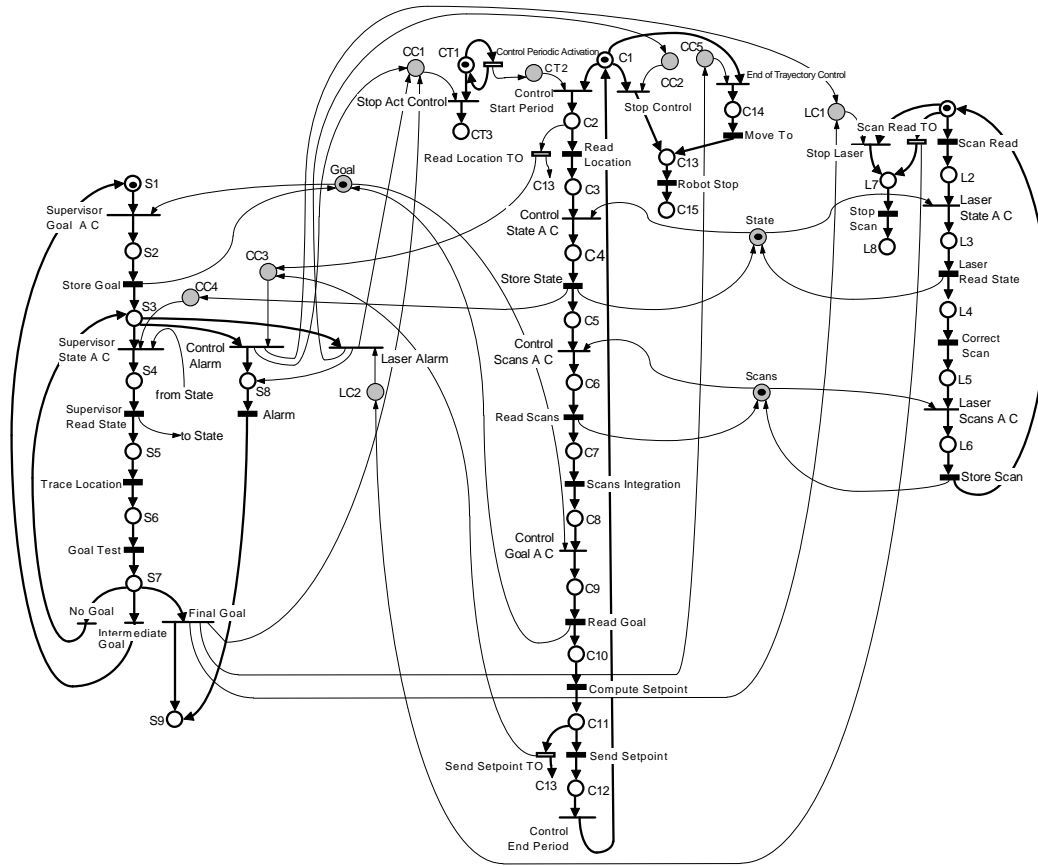 CT1
Control Periodic Activation
CC1
CT2
C1
CC5
CC2
End of Trayectory Control
Stop Act Control
Control
Start Period
Stop Control
C14
LC1
Scan Read TO
CT3
C2
Move To
Stop Laser
Scan Read
Read Location TO
Read
Location
C13
C13
L7
L2
Goal
S1
C3
Robot Stop
Stop
Scan
Laser
State A C
Supervisor
Goal A C
Control
State A C
C15
State
L8
L3
S2
C4
CC3
Laser
Read State
Store Goal
CC4
Store State
S3
C5
L4
Supervisor
State A C
Control
Alarm
Laser Alarm
Control
Scans A C
Correct
Scan
S4
from State
S8
LC2
C6
Scans
L5
Supervisor
Read State
Alarm
Read Scans
Laser
Scans A C
to State
S5
C7
L6
Trace Location
Scans Integration
Store Scan
S6
C8
Goal Test
Control
Goal A C
S7
C9
No Goal
Intermediate
Goal
Final Goal
Read Goal
C10
Compute Setpoint
S9
C11
Send Setpoint TO
Send Setpoint
C13
C12
Control
End Period